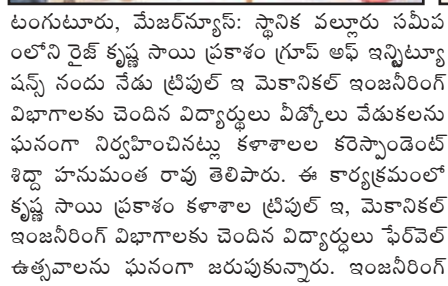 టంగుటూరు, మేజర్‌న్యూస్: స్థానిక వల్లూరు సమీప
ంలోని రైజ్ కృష్ణ సాయి ప్రకాశం గ్రూప్ ఆఫ్ ఇన్స్టిట్యూ
షన్స్ నందు నేడు ట్రిపుల్ ఇ మెకానికల్ ఇంజనీరింగ్
విభాగాలకు చెందిన విద్యార్థులు వీడ్కోలు వేడుకలను
ఘనంగా నిర్వహించినట్లు కళాశాలల కరెస్పాండెంట్
శిద్దా హనుమంత రావు తెలిపారు. ఈ కార్యక్రమంలో
కృష్ణ సాయి ప్రకాశం కళాశాల ట్రిపుల్ ఇ, మెకానికల్
ఇంజనీరింగ్ విభాగాలకు చెందిన విద్యార్ధులు ఫేర్‌వెల్
ఉత్సవాలను ఘనంగా జరుపుకున్నారు. ఇంజనీరింగ్